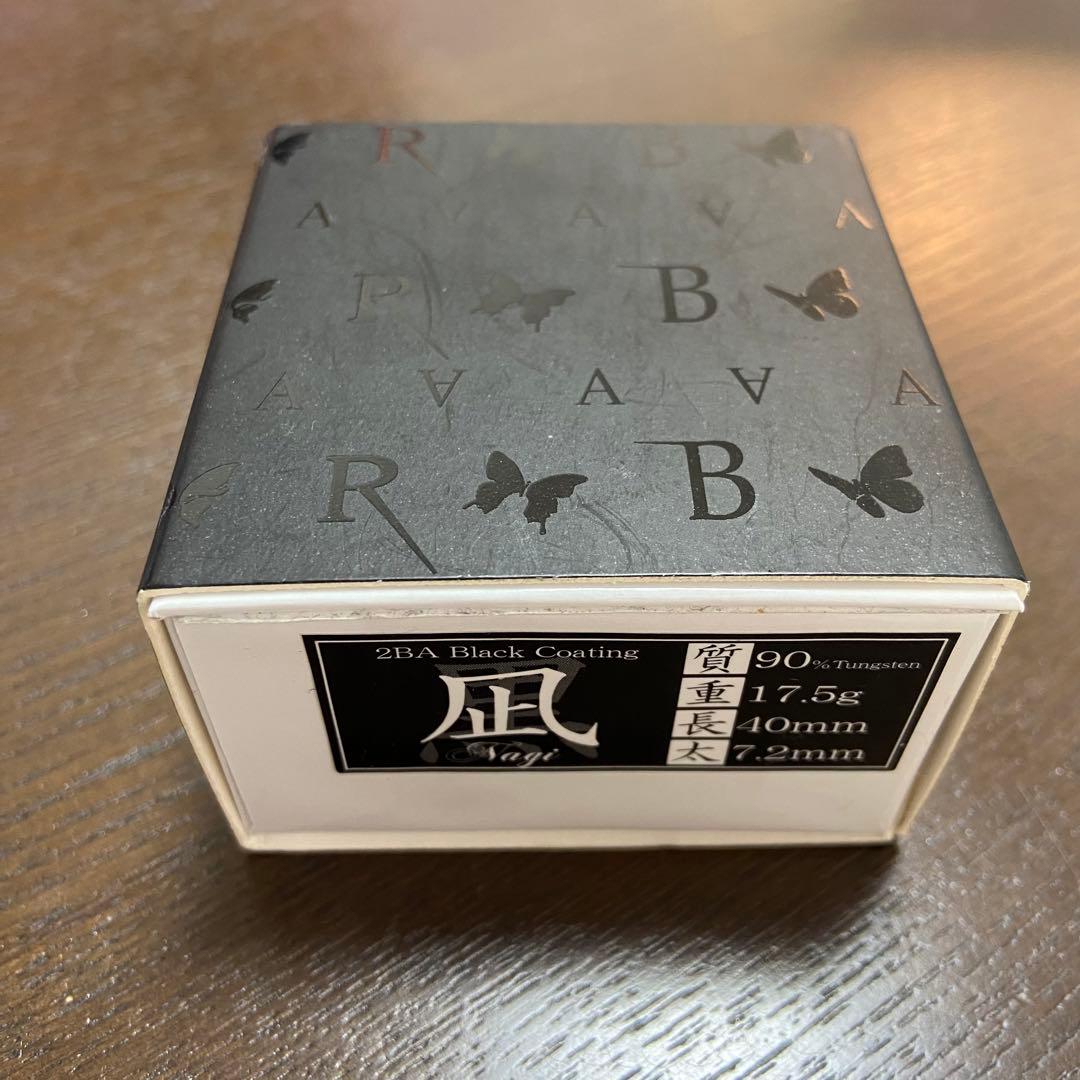 R B
A ∀ A ∀ A
R B
A ∀ A ∀ A
R B
2BA Black Coating
凪
Nagi
質 90%Tungsten
重 17.5g
長 40mm
太 7.2mm